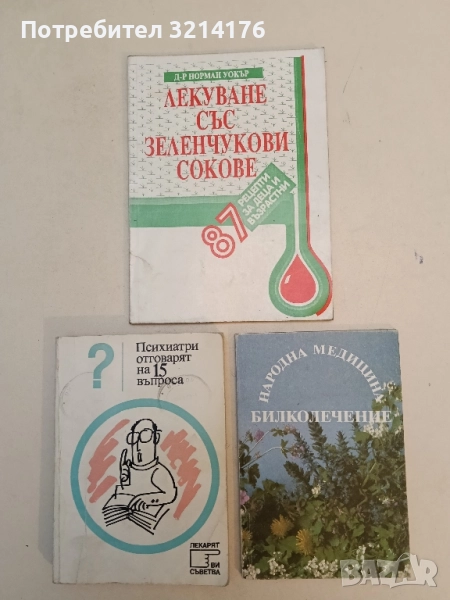 Потребител 3214176
Д-Р НОРМАН УОКЪР
ЛЕКУВАНЕ
СЪС
ЗЕЛЕНЧУКОВИ
СОКОВЕ
87
РЕЦЕПТИ
ЗА ДЕЦА И
ВЪЗРАСТНИ
?
Психиатри
отговарят
на 15
въпроса
ЛЕКАРЯТ
ВИ
СЪВЕТВА
НАРОДНА МЕДИЦИНА
БИЛКОЛЕЧЕНИЕ
BAZAR